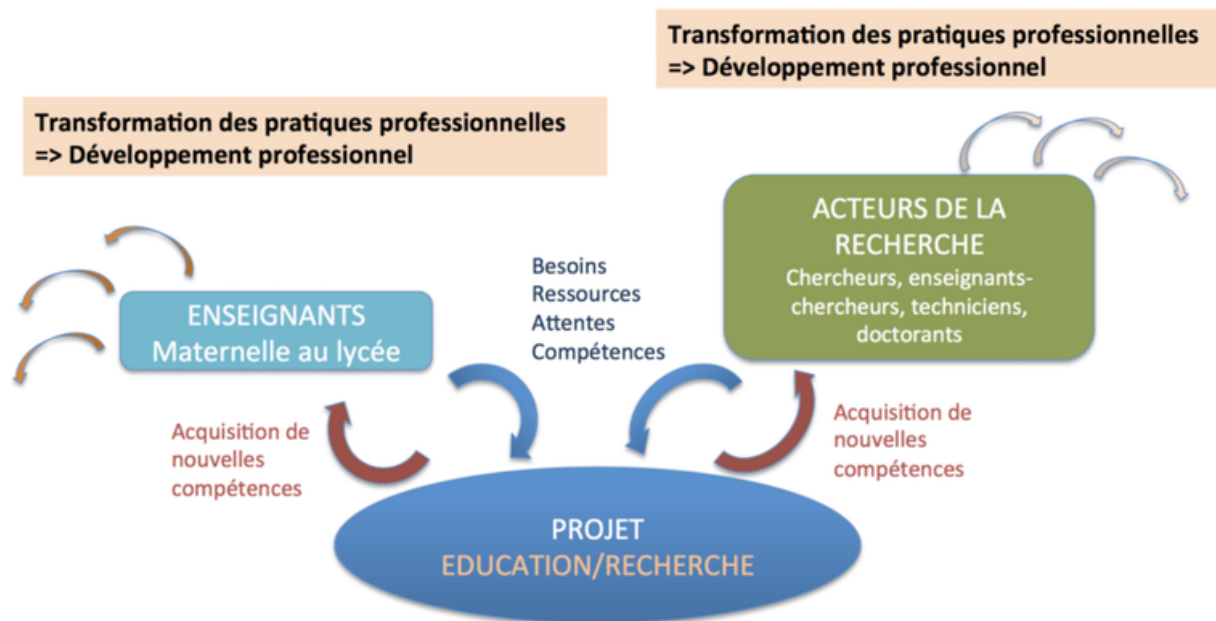 Transformation des pratiques professionnelles
=> Développement professionnel
Transformation des pratiques professionnelles
=> Développement professionnel
ENSEIGNANTS
Maternelle au lycée
Besoins
Ressources
Attentes
Compétences
ACTEURS DE LA
RECHERCHE
Chercheurs, enseignants-
chercheurs, techniciens,
doctorants
Acquisition de
nouvelles
compétences
Acquisition de
nouvelles
compétences
PROJET
EDUCATION/RECHERCHE